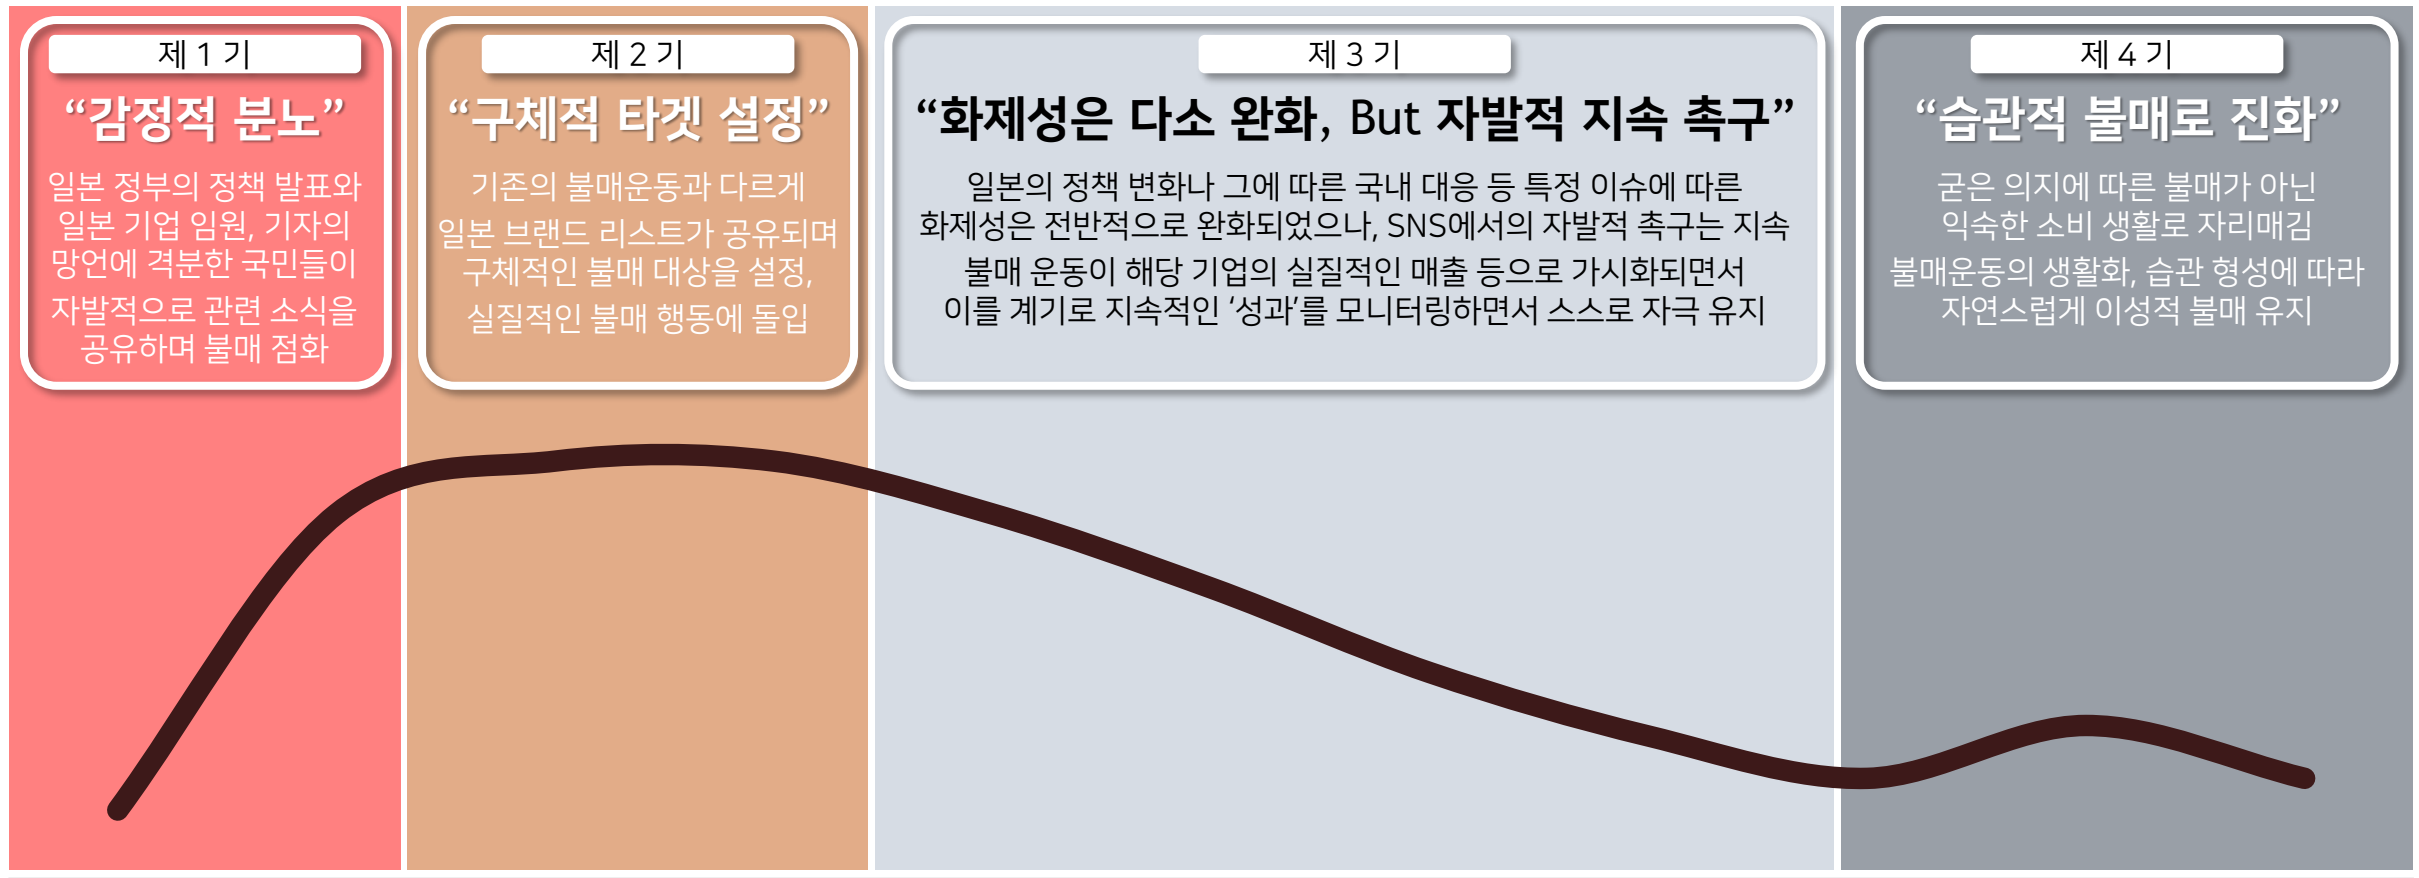 제 1 기
“감정적 분노”
일본 정부의 정책 발표와
일본 기업 임원, 기자의
망언에 격분한 국민들이
자발적으로 관련 소식을
공유하며 불매 점화
제 2 기
“구체적 타겟 설정”
기존의 불매운동과 다르게
일본 브랜드 리스트가 공유되며
구체적인 불매 대상을 설정,
실질적인 불매 행동에 돌입
제 3 기
“화제성은 다소 완화, But 자발적 지속 촉구”
일본의 정책 변화나 그에 따른 국내 대응 등 특정 이슈에 따른
화제성은 전반적으로 완화되었으나, SNS에서의 자발적 촉구는 지속
불매 운동이 해당 기업의 실질적인 매출 등으로 가시화되면서
이를 계기로 지속적인 ‘성과’를 모니터링하면서 스스로 자극 유지
제 4 기
“습관적 불매로 진화”
굳은 의지에 따른 불매가 아닌
익숙한 소비 생활로 자리매김
불매운동의 생활화, 습관 형성에 따라
자연스럽게 이성적 불매 유지